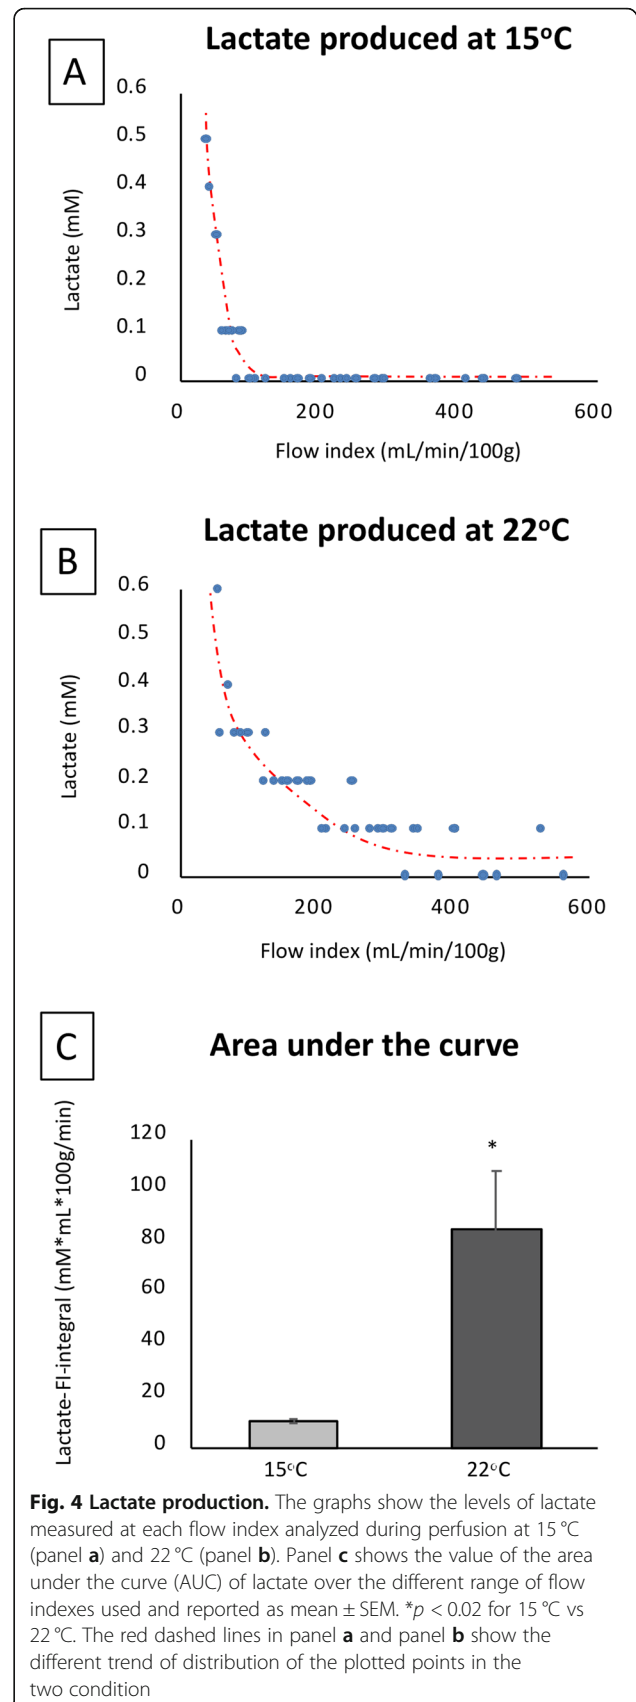 Lactate produced at 15ºC
A
0.6
0.5
0.4
0.3
0.2
0.1
0
Lactate (mM)
0 200 400 600
Flow index (mL/min/100g)
Lactate produced at 22ºC
B
0.6
0.5
0.4
0.3
0.2
0.1
0
Lactate (mM)
0 200 400 600
Flow index (mL/min/100g)
C
Area under the curve
120
100
80
60
40
20
0
Lactate-FI-integral (mM*mL*100g/min)
*
15ºC 22ºC
Fig. 4 Lactate production. The graphs show the levels of lactate
measured at each flow index analyzed during perfusion at 15 °C
(panel a) and 22 °C (panel b). Panel c shows the value of the area
under the curve (AUC) of lactate over the different range of flow
indexes used and reported as mean ± SEM. *p < 0.02 for 15 °C vs
22 °C. The red dashed lines in panel a and panel b show the
different trend of distribution of the plotted points in the
two condition